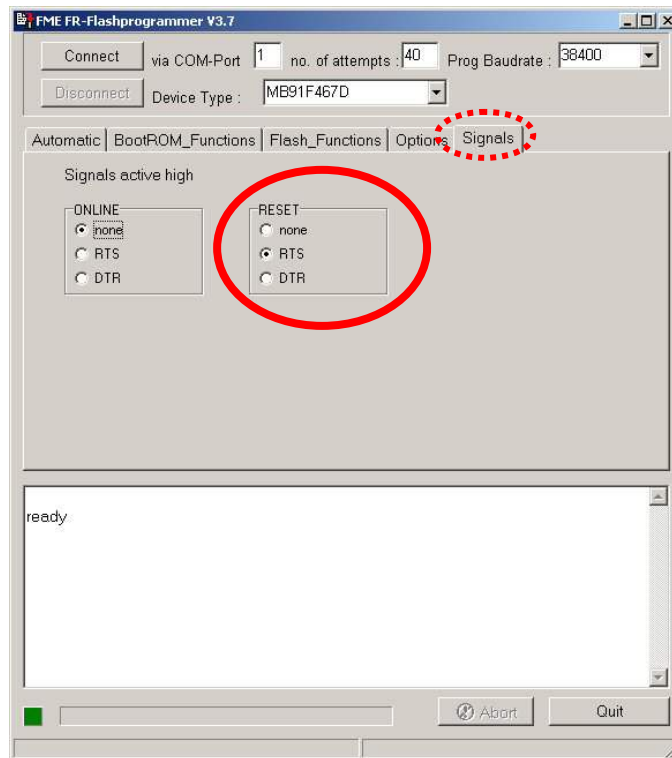 FME FR-Flashprogrammer V3.7
Connect via COM-Port 1 no. of attempts : 40 Prog Baudrate : 38400
Disconnect Device Type : MB91F467D
Automatic BootROM_Functions Flash_Functions Options Signals
Signals active high
ONLINE RESET
none none
RTS RTS
DTR DTR
ready
Abort Quit